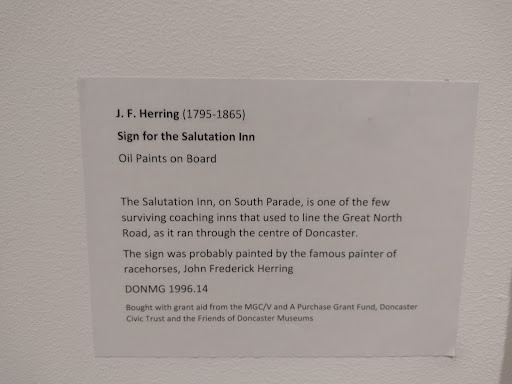 J. F. Herring (1795-1865)
Sign for the Salutation Inn
Oil Paints on Board
The Salutation Inn, on South Parade, is one of the few
surviving coaching inns that used to line the Great North
Road, as it ran through the centre of Doncaster.
The sign was probably painted by the famous painter of
racehorses, John Frederick Herring
DONMG 1996.14
Bought with grant aid from the MGC/V and A Purchase Grant Fund, Doncaster
Civic Trust and the Friends of Doncaster Museums